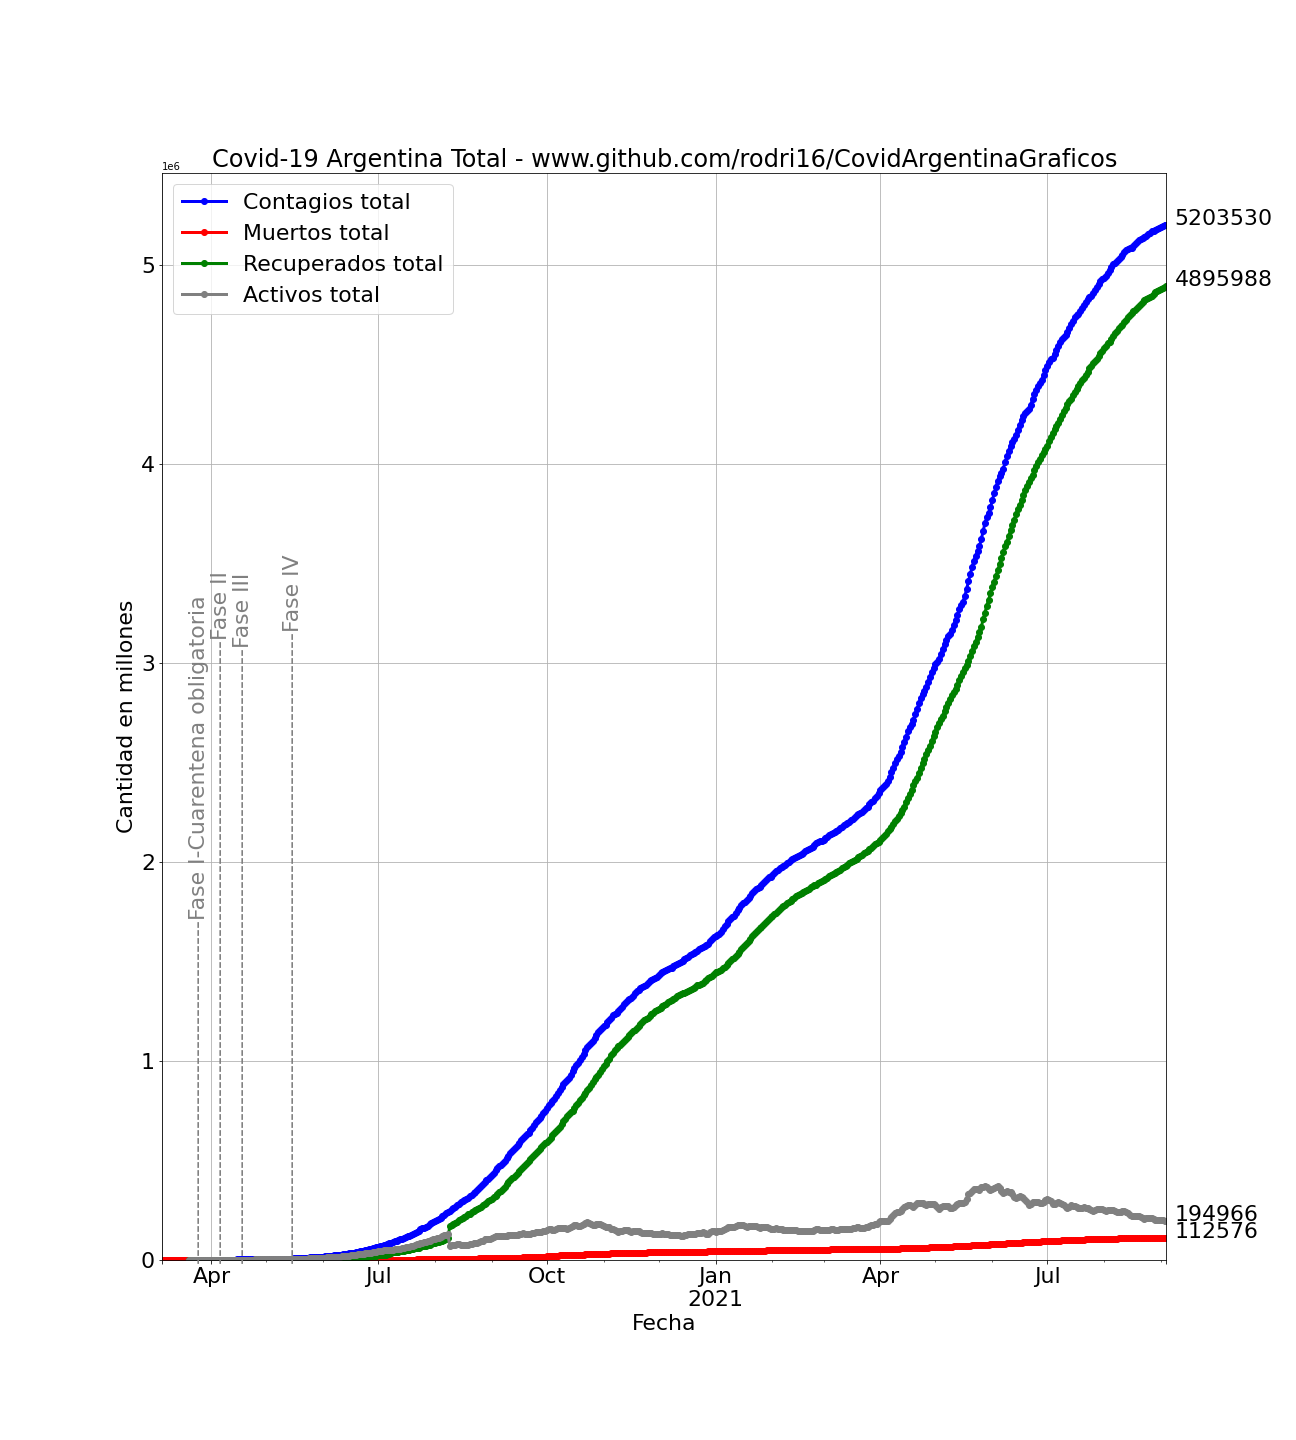 Covid-19 Argentina Total - www.github.com/rodri16/CovidArgentinaGraficos
1e6
Contagios total
Muertos total
Recuperados total
Activos total
5203530
4895988
194966
112576
5
4
3
2
1
0
Cantidad en millones
Fase I-Cuarentena obligatoria
Fase II
Fase III
Fase IV
Apr
Jul
Oct
Jan
2021
Apr
Jul
Fecha